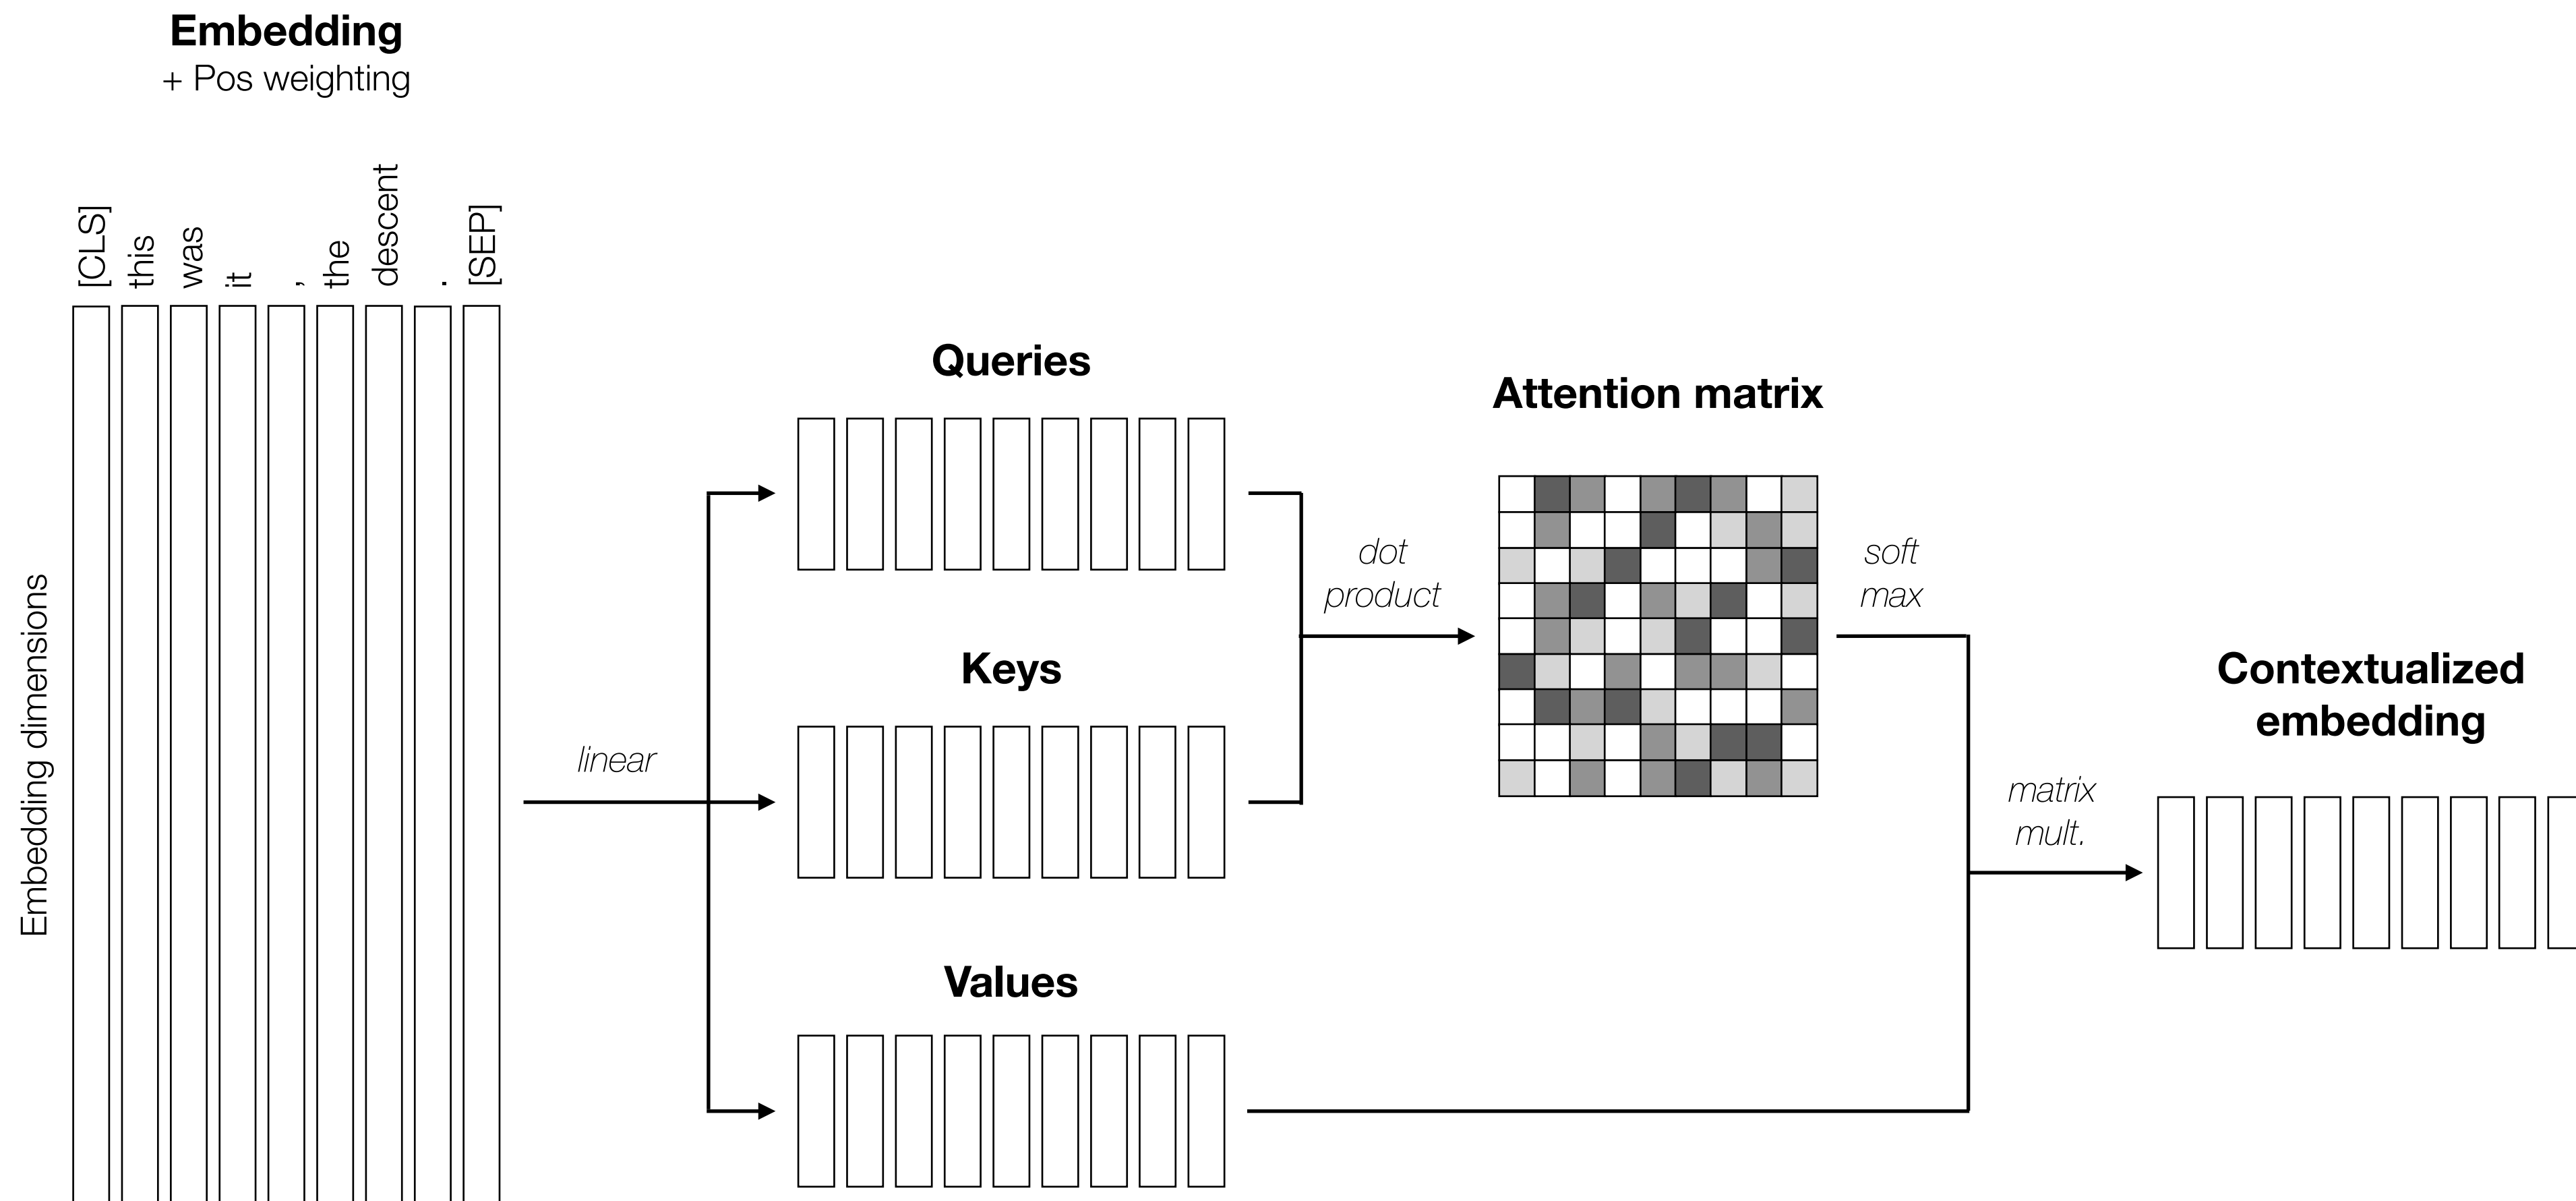 Embedding
+ Pos weighting
[CLS]
this
was
it
,
the
descent
.
[SEP]
Embedding dimensions
linear
Queries
Keys
Values
dot
product
Attention matrix
soft
max
matrix
mult.
Contextualized
embedding